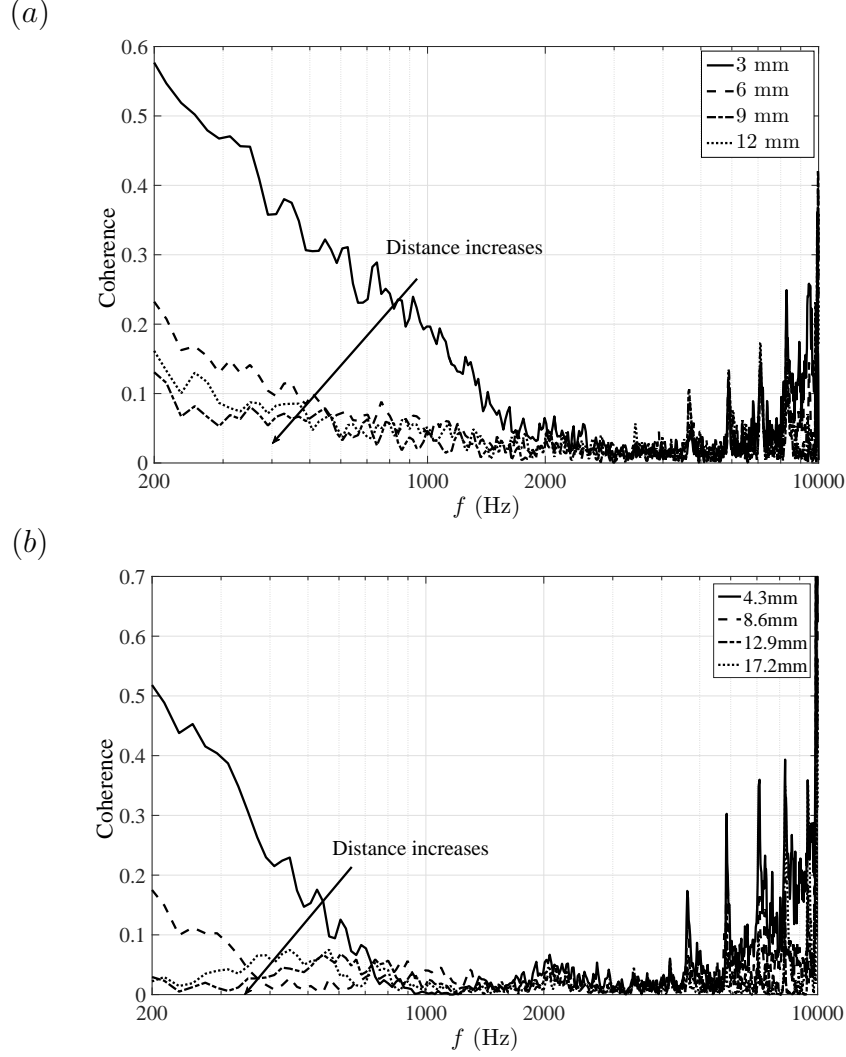 (a)
0.6
0.5
0.4
0.3
0.2
0.1
0
Coherence
3 mm
6 mm
9 mm
12 mm
Distance increases
200
1000
2000
10000
f (Hz)
(b)
0.7
0.6
0.5
0.4
0.3
0.2
0.1
0
Coherence
4.3mm
8.6mm
12.9mm
17.2mm
Distance increases
200
1000
2000
10000
f (Hz)